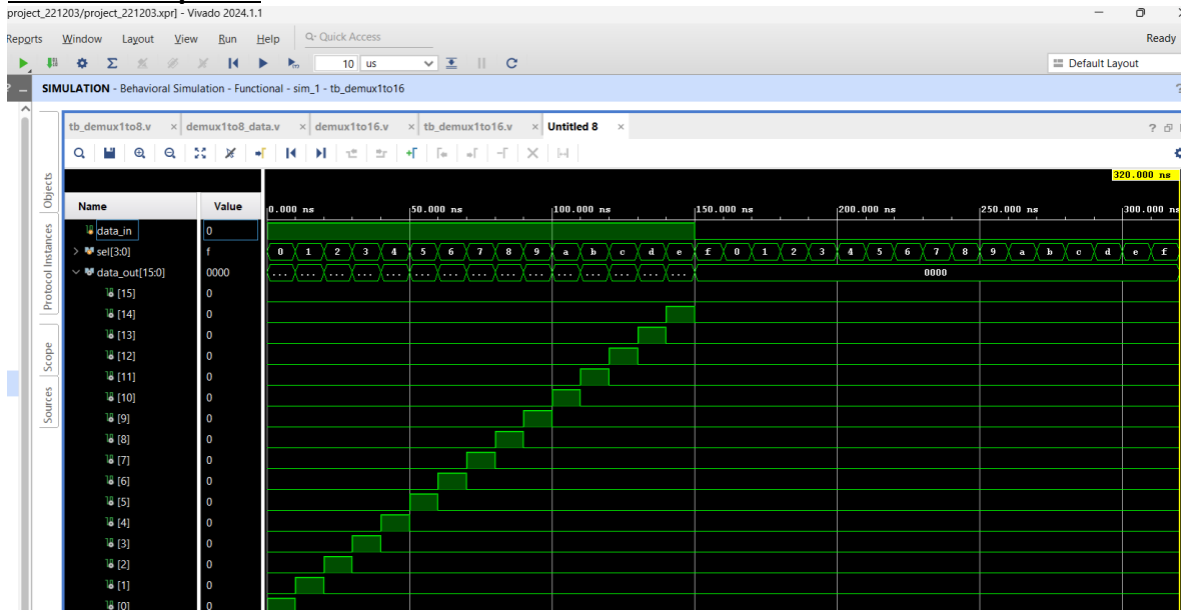 project_221203/project_221203.xpr] - Vivado 2024.1.1
Reports Window Layout View Run Help Q- Quick Access Ready
10 us Default Layout
SIMULATION - Behavioral Simulation - Functional - sim_1 - tb_demux1to16
tb_demux1to8.v demux1to8_data.v demux1to16.v tb_demux1to16.v Untitled 8
320.000 ns
Name Value 0.000 ns 50.000 ns 100.000 ns 150.000 ns 200.000 ns 250.000 ns 300.000 ns
data_in 0
sel[3:0] f 0 1 2 3 4 5 6 7 8 9 a b c d e f 0 1 2 3 4 5 6 7 8 9 a b c d e f
data_out[15:0] 0000 ... ... ... ... ... ... ... ... ... ... ... ... ... ... ... 0000
[15] 0
[14] 0
[13] 0
[12] 0
[11] 0
[10] 0
[9] 0
[8] 0
[7] 0
[6] 0
[5] 0
[4] 0
[3] 0
[2] 0
[1] 0
[0] 0
Objects
Protocol Instances
Scope
Sources